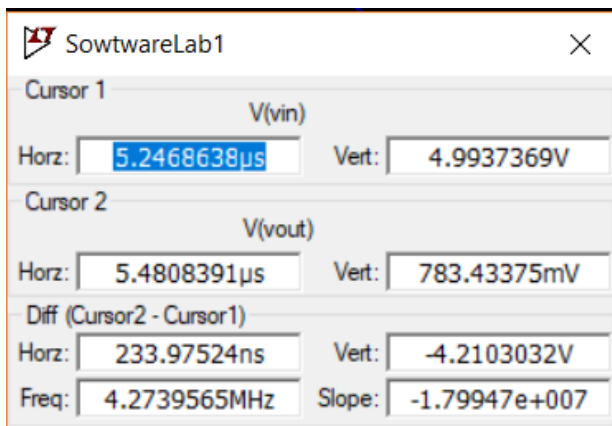 SowtwareLab1
Cursor 1
V(vin)
Horz: 5.2468638µs Vert: 4.9937369V
Cursor 2
V(vout)
Horz: 5.4808391µs Vert: 783.43375mV
Diff (Cursor2 - Cursor1)
Horz: 233.97524ns Vert: -4.2103032V
Freq: 4.2739565MHz Slope: -1.79947e+007